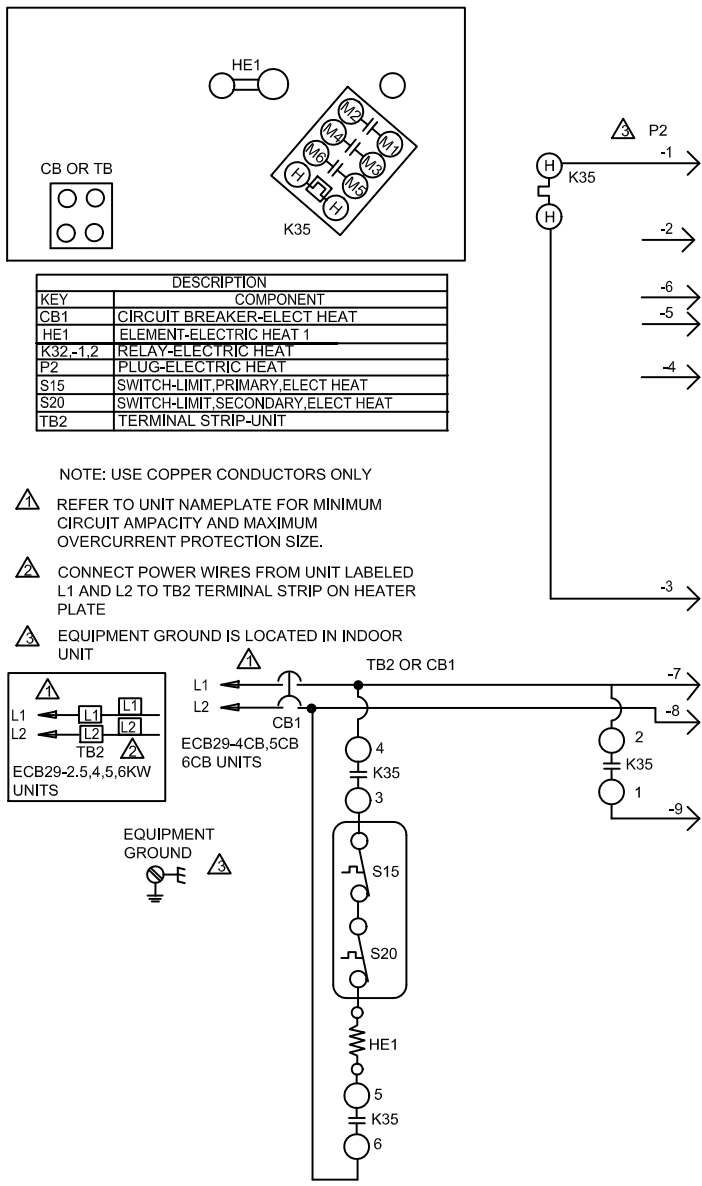 HE1
M2
M4
M1
M6
M3
H
M5
H
K35
CB OR TB
3 P2
H K35
H
-1
-2
-6
-5
-4
-3
DESCRIPTION
KEY COMPONENT
CB1 CIRCUIT BREAKER-ELECT HEAT
HE1 ELEMENT-ELECTRIC HEAT 1
K32,-1,2 RELAY-ELECTRIC HEAT
P2 PLUG-ELECTRIC HEAT
S15 SWITCH-LIMIT,PRIMARY,ELECT HEAT
S20 SWITCH-LIMIT,SECONDARY,ELECT HEAT
TB2 TERMINAL STRIP-UNIT
NOTE: USE COPPER CONDUCTORS ONLY
1 REFER TO UNIT NAMEPLATE FOR MINIMUM
CIRCUIT AMPACITY AND MAXIMUM
OVERCURRENT PROTECTION SIZE.
2 CONNECT POWER WIRES FROM UNIT LABELED
L1 AND L2 TO TB2 TERMINAL STRIP ON HEATER
PLATE
3 EQUIPMENT GROUND IS LOCATED IN INDOOR
UNIT
1
L1 L1 L1
L2 L2 L2
TB2 2
ECB29-2.5,4,5,6KW
UNITS
1
TB2 OR CB1
L1
L2
CB1
ECB29-4CB,5CB
6CB UNITS
-7
-8
2
K35
1
-9
4
K35
3
S15
S20
HE1
5
K35
6
EQUIPMENT
GROUND 3